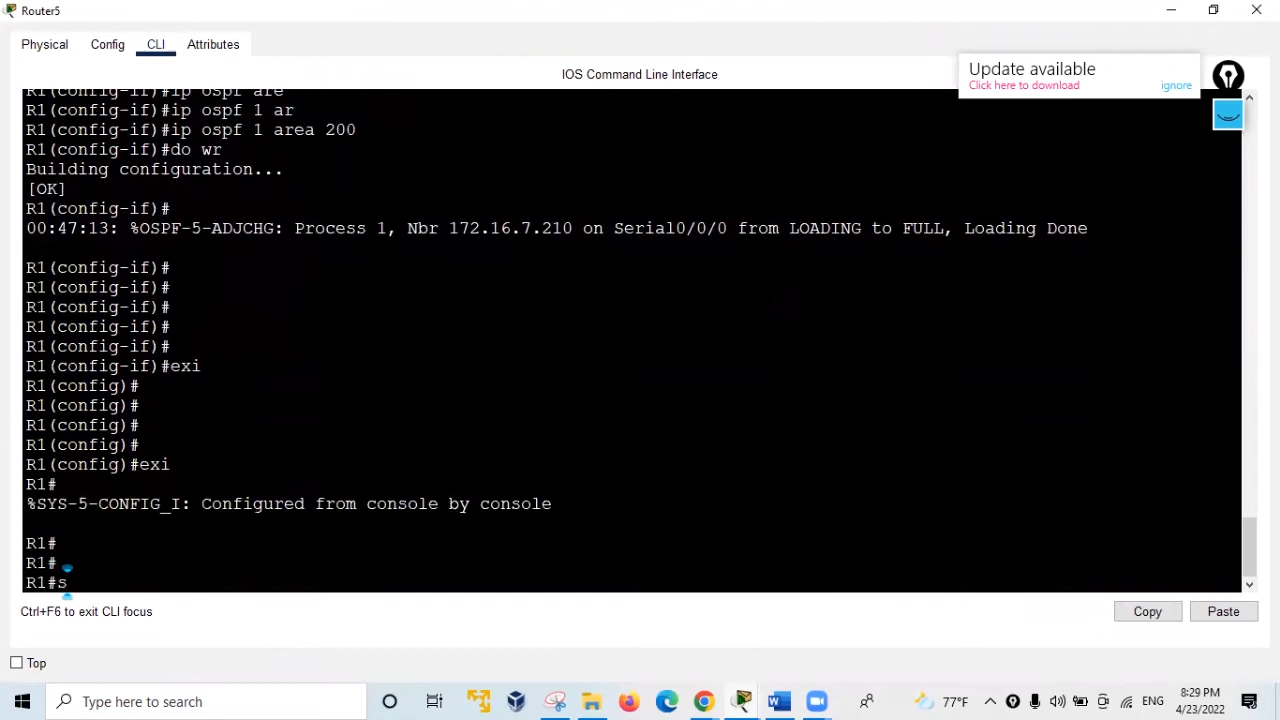 Router5
Physical
Config
CLI
Attributes
IOS Command Line Interface
Update available
Click here to download
ignore
R1(config-if)#ip ospf are
R1(config-if)#ip ospf 1 ar
R1(config-if)#ip ospf 1 area 200
R1(config-if)#do wr
Building configuration...
[OK]
R1(config-if)#
00:47:13: %OSPF-5-ADJCHG: Process 1, Nbr 172.16.7.210 on Serial0/0/0 from LOADING to FULL, Loading Done
R1(config-if)#
R1(config-if)#
R1(config-if)#
R1(config-if)#
R1(config-if)#
R1(config-if)#exi
R1(config)#
R1(config)#
R1(config)#
R1(config)#
R1(config)#exi
R1#
%SYS-5-CONFIG_I: Configured from console by console
R1#
R1#
R1#s
Ctrl+F6 to exit CLI focus
Copy
Paste
Top
Type here to search
77°F
ENG
8:29 PM
4/23/2022